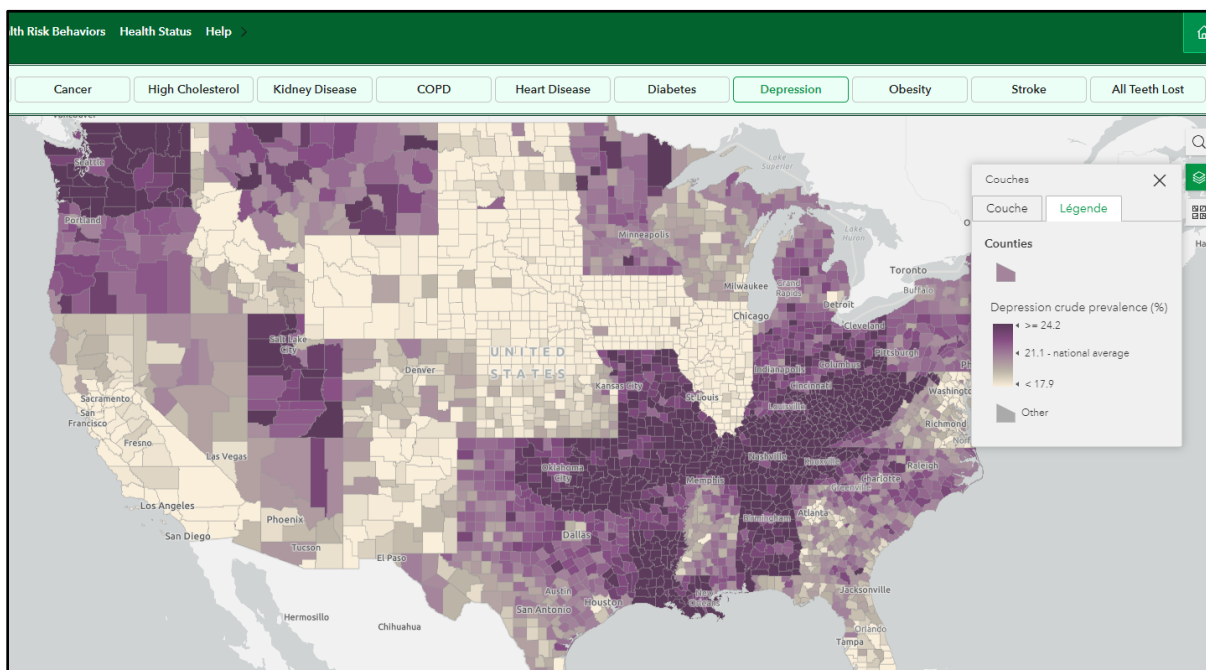 lth Risk Behaviors Health Status Help >
Cancer High Cholesterol Kidney Disease COPD Heart Disease Diabetes Depression Obesity Stroke All Teeth Lost
Vancouver
Seattle
Portland
Lake
Superior
Minneapolis
Lake
Huron
Toronto
Buffalo
Milwaukee
Grand
Rapids
Detroit
Chicago
Cleveland
Salt Lake
City
UNITED
STATES
Denver
Kansas City
St Louis
Indianapolis
Columbus
Pittsburgh
Cincinnati
Louisville
Washington
Richmond
Norf
Sacramento
San
Francisco
Fresno
Las Vegas
Los Angeles
San Diego
Phoenix
Tucson
El Paso
Oklahoma
City
Nashville
Knoxville
Raleigh
Memphis
Charlotte
Greenville
Birmingham
Atlanta
Dallas
Austin
San Antonio
Houston
New
Orleans
Jacksonville
Orlando
Tampa
Hermosillo
Chihuahua
Couches
Couche Légende
Counties
Depression crude prevalence (%)
>= 24.2
21.1 - national average
< 17.9
Other
Ph
O
Ha